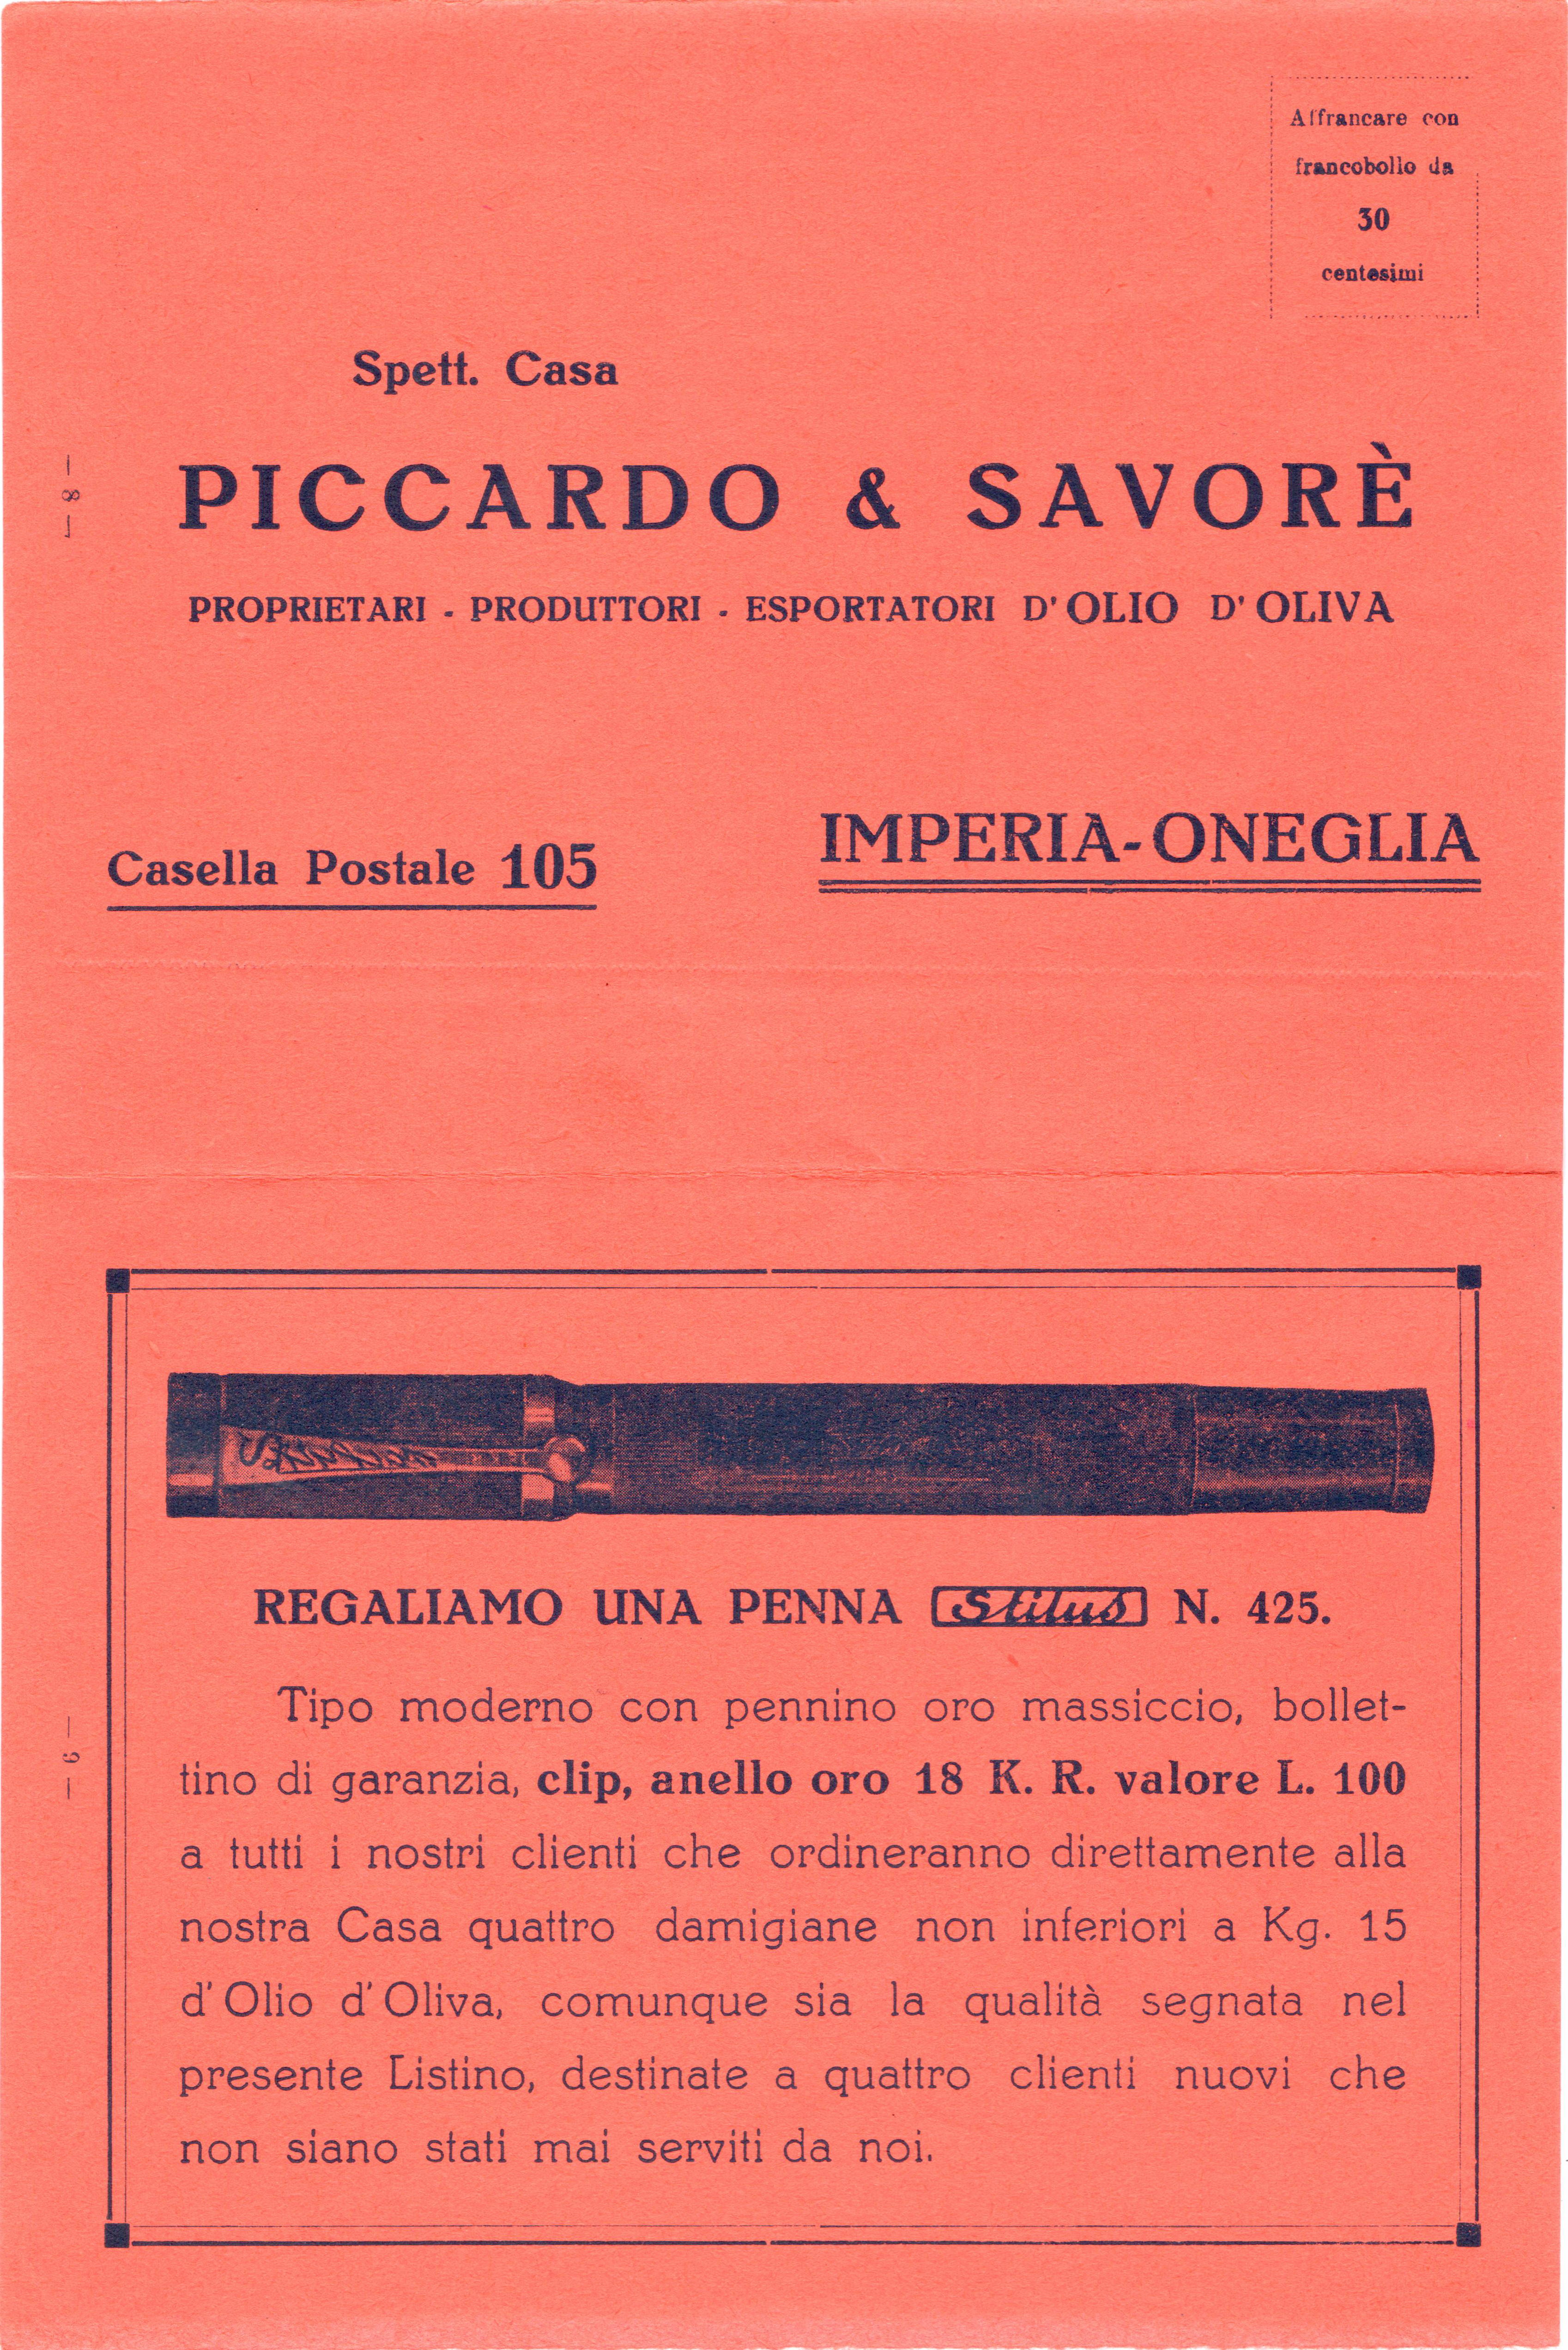 Affrancare con
francobollo da
30
centesimi
Spett. Casa
PICCARDO & SAVORÈ
PROPRIETARI - PRODUTTORI - ESPORTATORI D'OLIO D'OLIVA
Casella Postale 105
IMPERIA-ONEGLIA
— 8 —
REGALIAMO UNA PENNA Stilus N. 425.
Tipo moderno con pennino oro massiccio, bollet-
tino di garanzia, clip, anello oro 18 K. R. valore L. 100
a tutti i nostri clienti che ordineranno direttamente alla
nostra Casa quattro damigiane non inferiori a Kg. 15
d'Olio d'Oliva, comunque sia la qualità segnata nel
presente Listino, destinate a quattro clienti nuovi che
non siano stati mai serviti da noi.